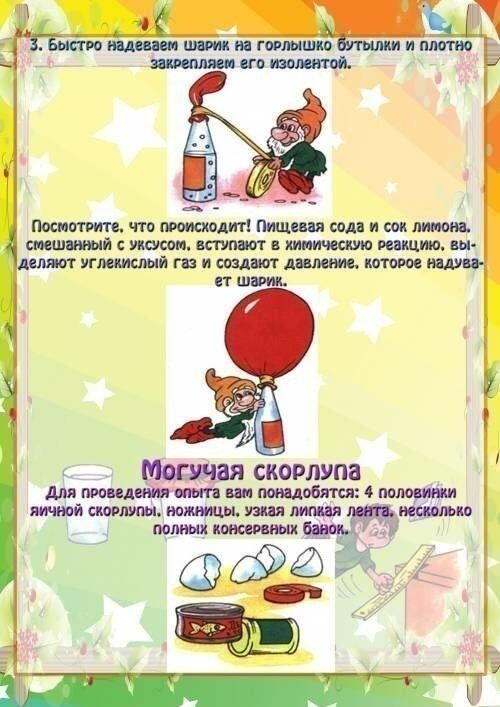 3. Быстро надеваем шарик на горлышко бутылки и плотно
закрепляем его изолентой.
Посмотрите, что происходит! Пищевая сода и сок лимона,
смешанный с уксусом, вступают в химическую реакцию, вы-
деляют углекислый газ и создают давление, которое надува-
ет шарик.
Могучая скорлупа
Для проведения опыта вам понадобятся: 4 половинки
яичной скорлупы, ножницы, узкая липкая лента, несколько
полных консервных банок.